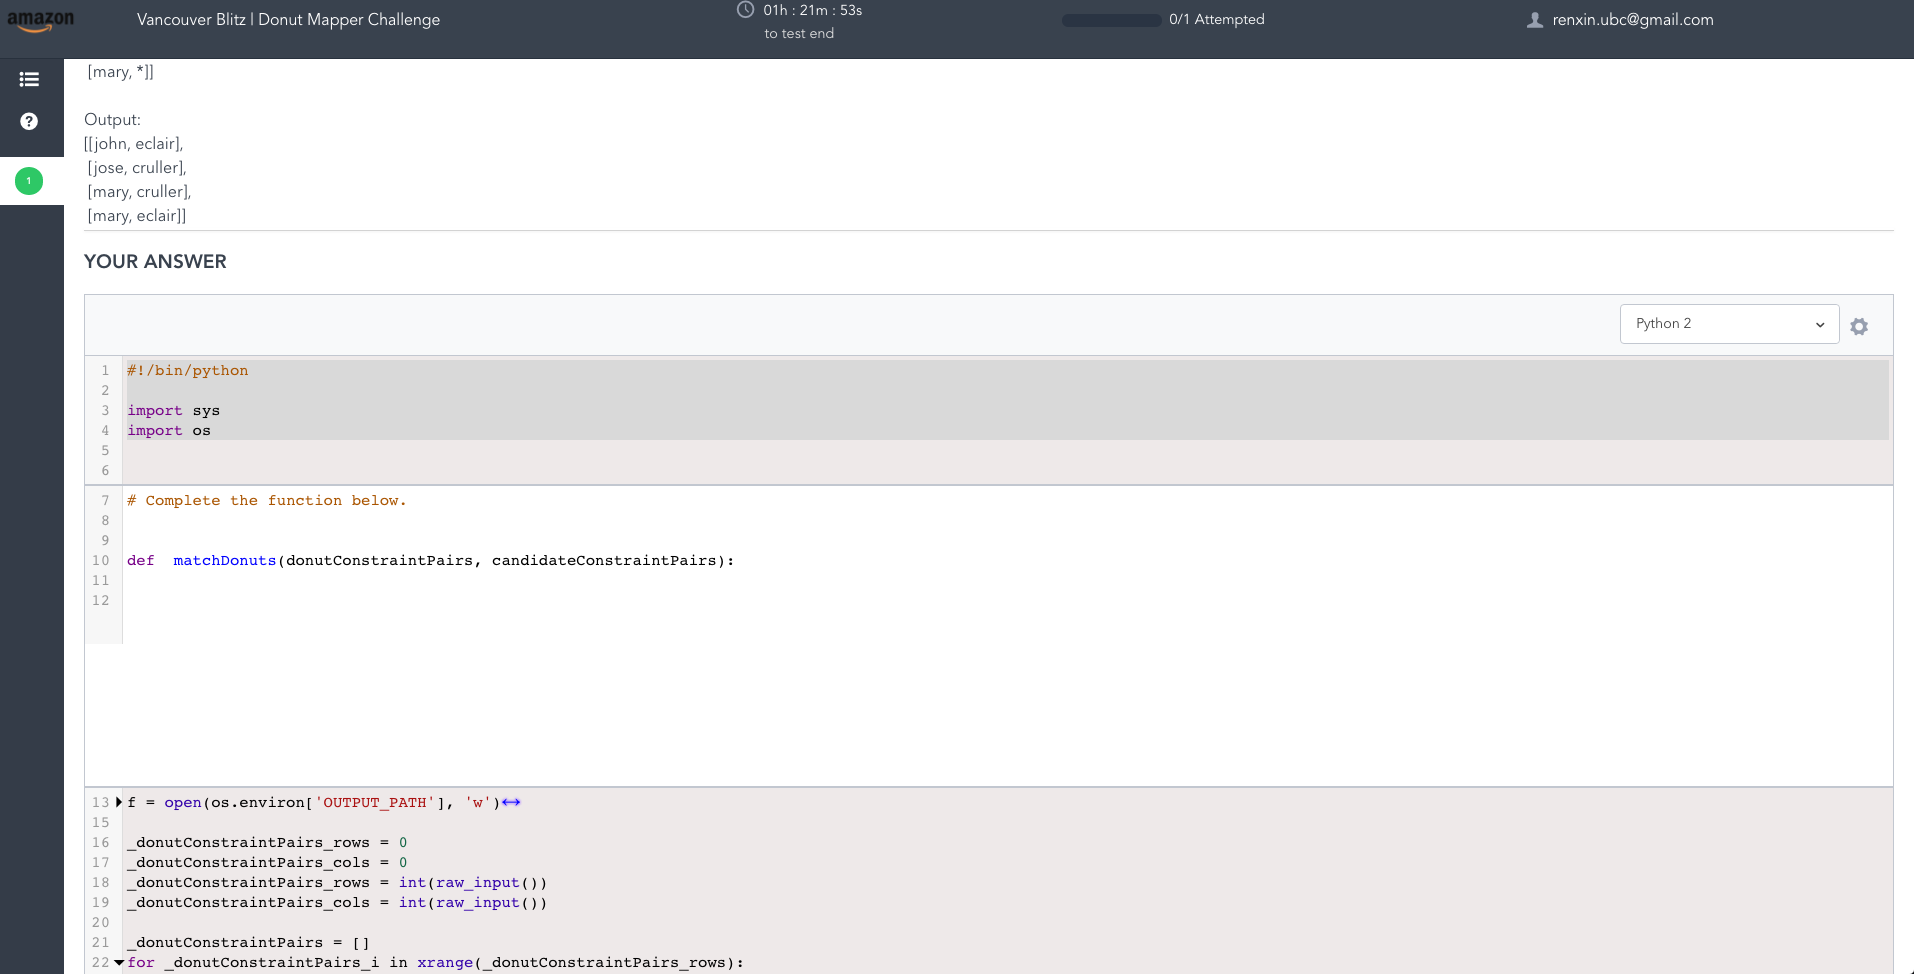 amazon
Vancouver Blitz | Donut Mapper Challenge
01h : 21m : 53s
to test end
0/1 Attempted
renxin.ubc@gmail.com
?
1
[mary, *]]
Output:
[[john, eclair],
[jose, cruller],
[mary, cruller],
[mary, eclair]]
YOUR ANSWER
Python 2
1 #!/bin/python
2
3 import sys
4 import os
5
6
7 # Complete the function below.
8
9
10 def  matchDonuts(donutConstraintPairs, candidateConstraintPairs):
11
12
13 f = open(os.environ['OUTPUT_PATH'], 'w')
15
16 _donutConstraintPairs_rows = 0
17 _donutConstraintPairs_cols = 0
18 _donutConstraintPairs_rows = int(raw_input())
19 _donutConstraintPairs_cols = int(raw_input())
20
21 _donutConstraintPairs = []
22 for _donutConstraintPairs_i in xrange(_donutConstraintPairs_rows):